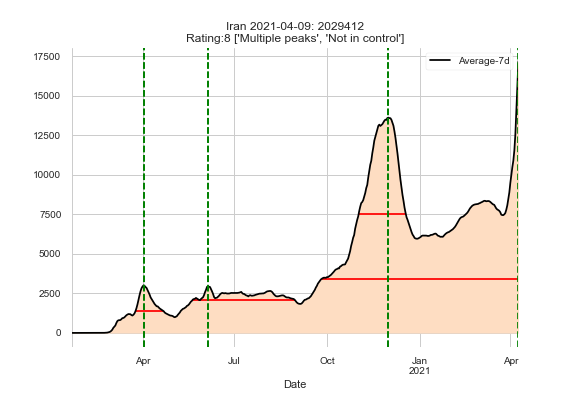 Iran 2021-04-09: 2029412
Rating:8 ['Multiple peaks', 'Not in control']
Average-7d
17500
15000
12500
10000
7500
5000
2500
0
Apr
Jul
Oct
Jan
2021
Apr
Date